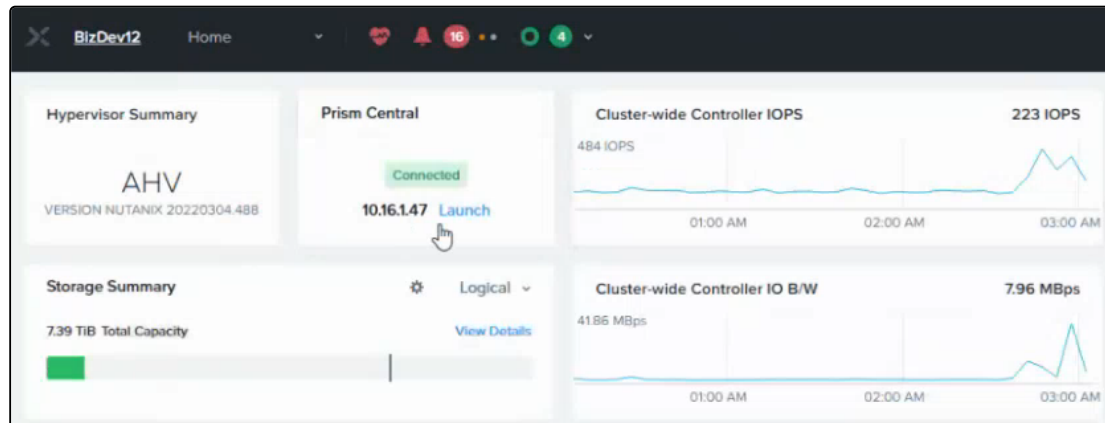 BizDev12 Home 16 4
Hypervisor Summary
AHV
VERSION NUTANIX 20220304.488
Prism Central
Connected
10.16.1.47 Launch
Cluster-wide Controller IOPS 223 IOPS
484 IOPS
01:00 AM 02:00 AM 03:00 AM
Storage Summary Logical
7.39 TiB Total Capacity View Details
Cluster-wide Controller IO B/W 7.96 MBps
41.86 MBps
01:00 AM 02:00 AM 03:00 AM